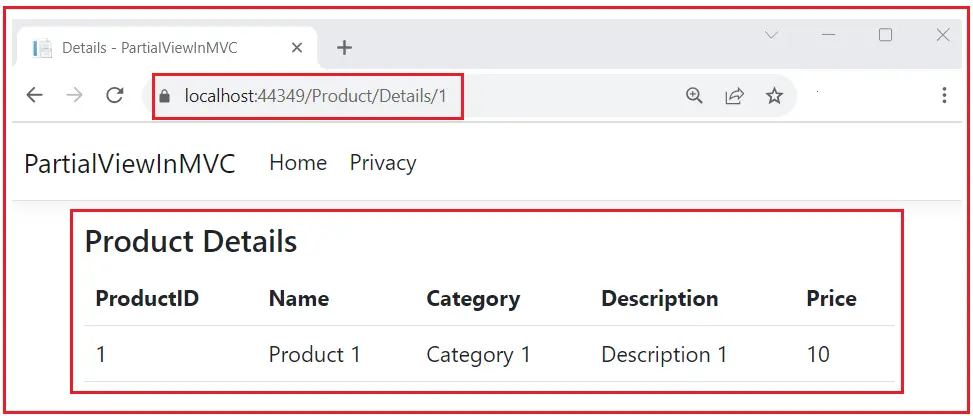 Details - PartialViewInMVC
localhost:44349/Product/Details/1
PartialViewInMVC Home Privacy
Product Details
ProductID Name Category Description Price
1 Product 1 Category 1 Description 1 10